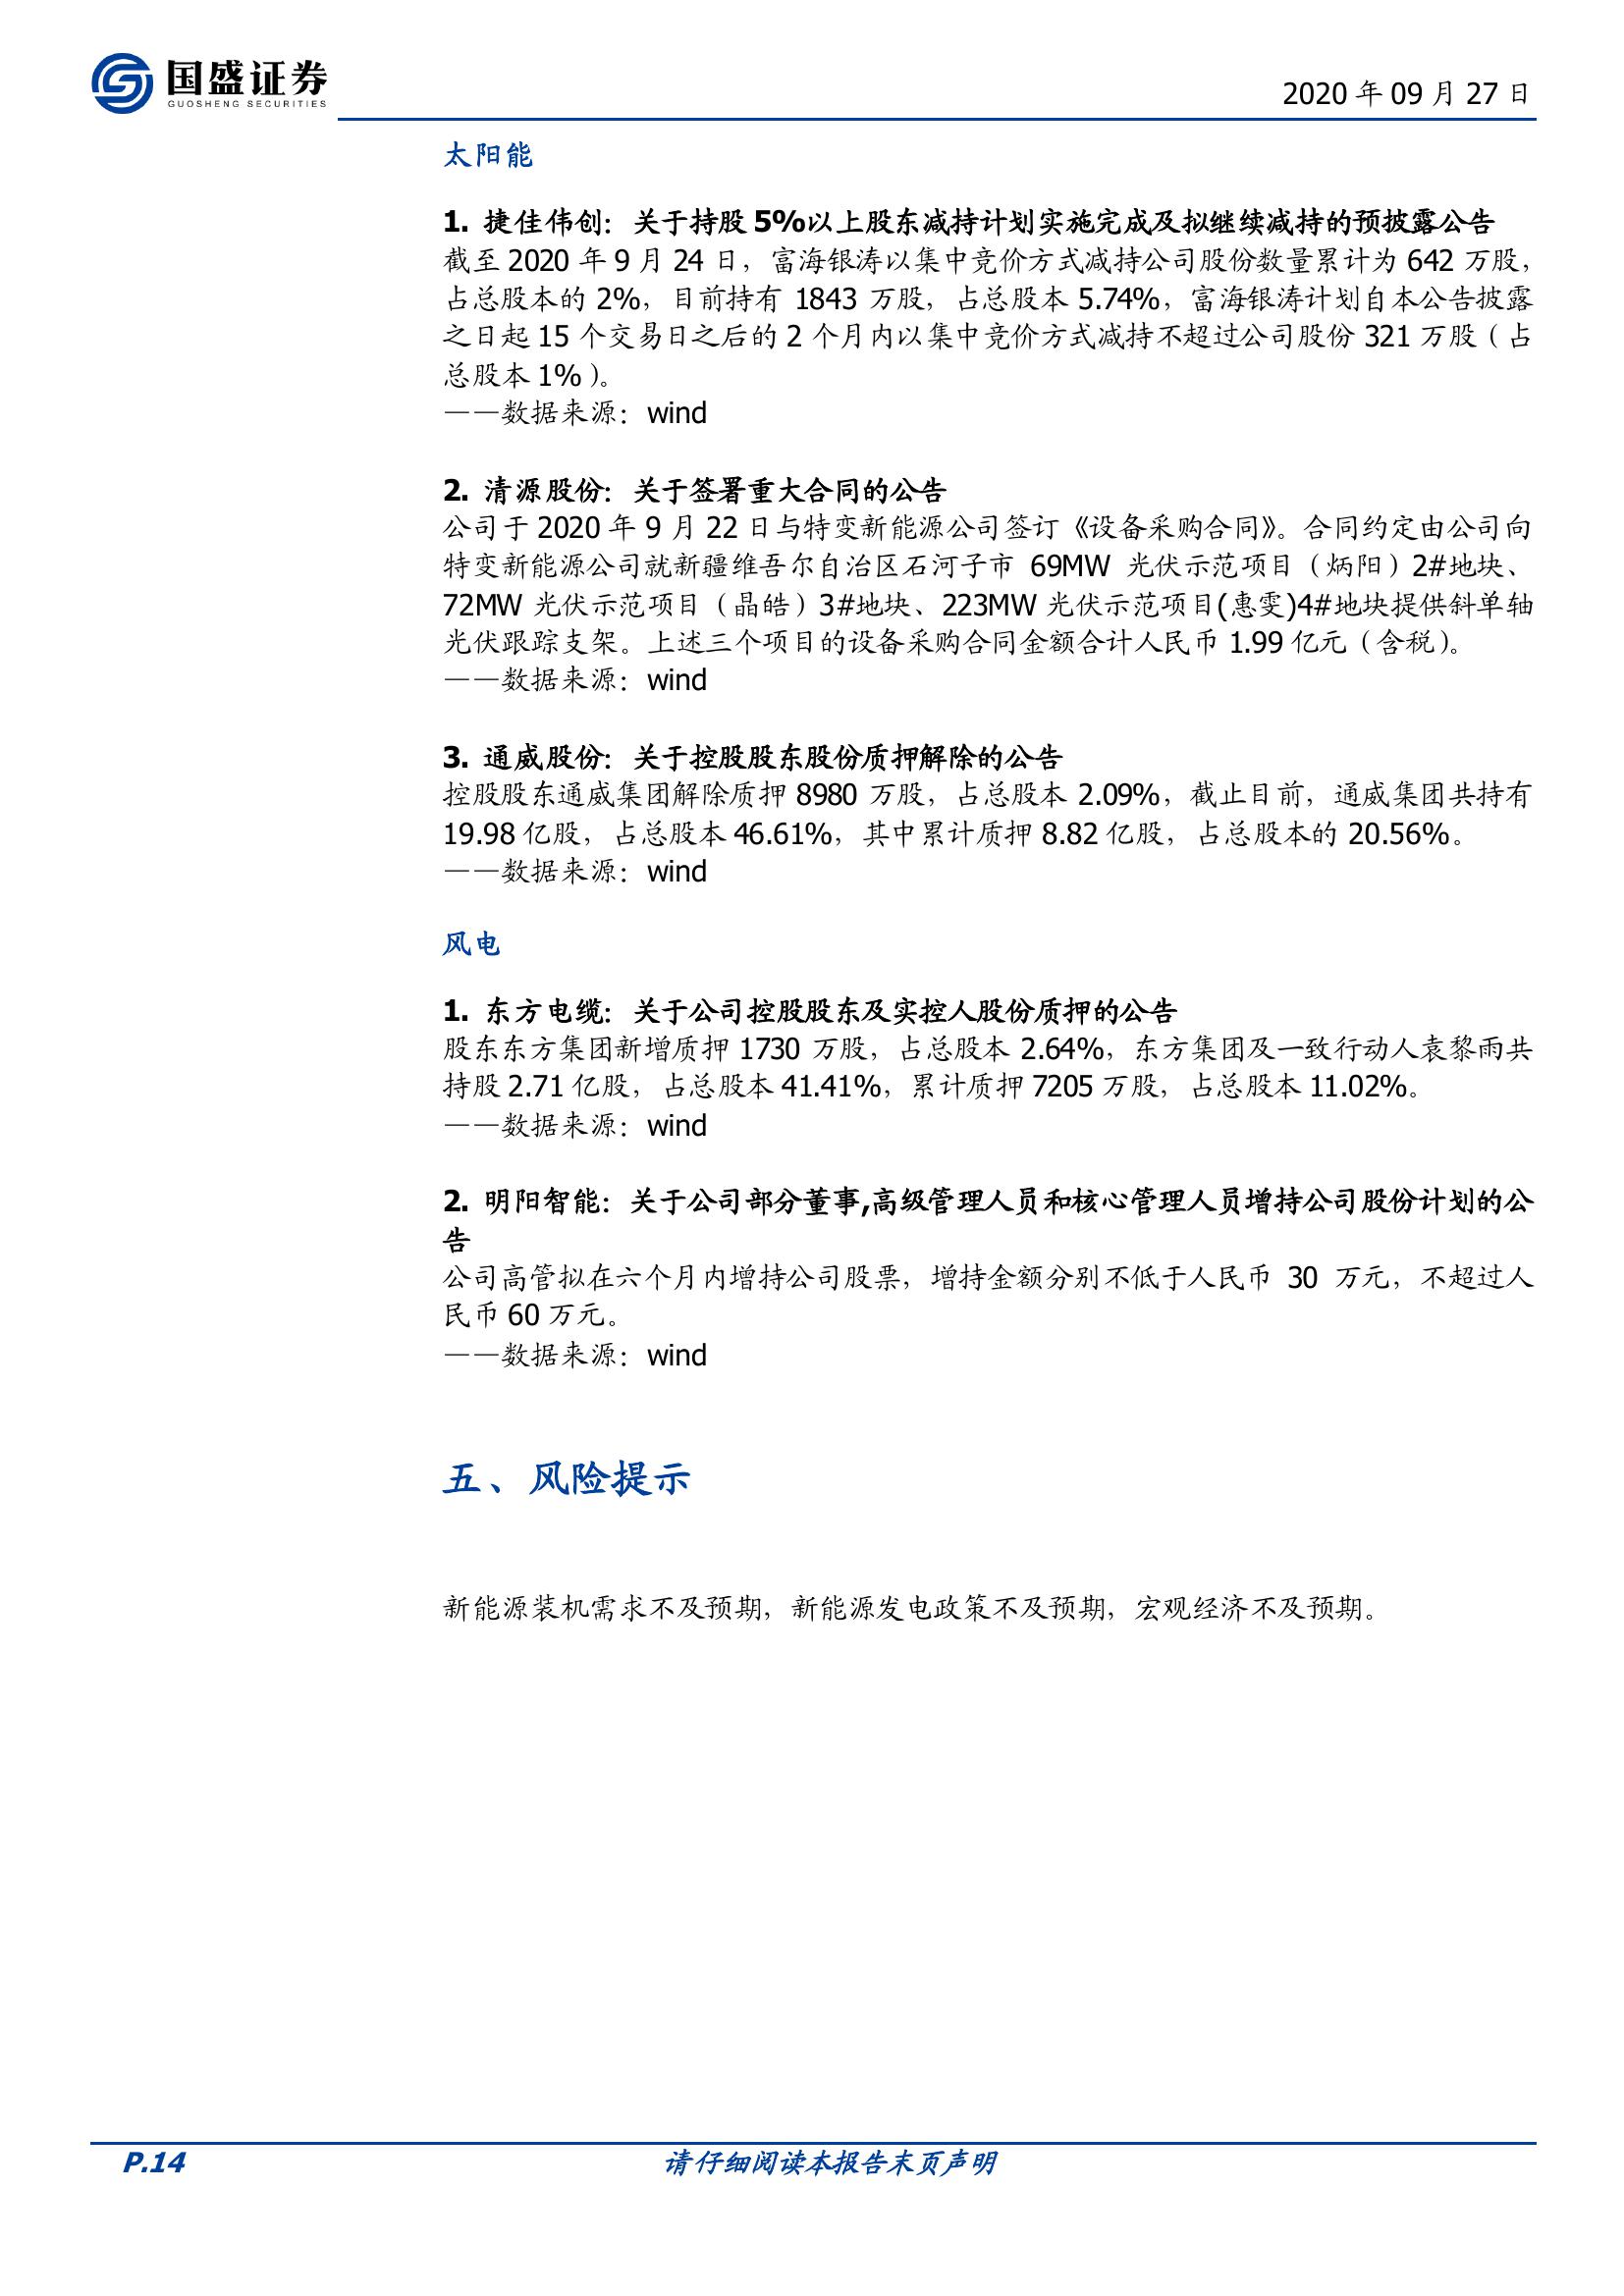 国盛证券
GUOSHENG SECURITIES
2020 年 09 月 27 日
太阳能
1. 捷佳伟创：关于持股 5%以上股东减持计划实施完成及拟继续减持的预披露公告
截至 2020 年 9 月 24 日，富海银涛以集中竞价方式减持公司股份数量累计为 642 万股，
占总股本的 2%，目前持有 1843 万股，占总股本 5.74%，富海银涛计划自本公告披露
之日起 15 个交易日之后的 2 个月内以集中竞价方式减持不超过公司股份 321 万股（占
总股本 1%）。
——数据来源：wind
2. 清源股份：关于签署重大合同的公告
公司于 2020 年 9 月 22 日与特变新能源公司签订《设备采购合同》。合同约定由公司向
特变新能源公司就新疆维吾尔自治区石河子市 69MW 光伏示范项目（炳阳）2#地块、
72MW 光伏示范项目（晶皓）3#地块、223MW 光伏示范项目(惠雯)4#地块提供斜单轴
光伏跟踪支架。上述三个项目的设备采购合同金额合计人民币 1.99 亿元（含税）。
——数据来源：wind
3. 通威股份：关于控股股东股份质押解除的公告
控股股东通威集团解除质押 8980 万股，占总股本 2.09%，截止目前，通威集团共持有
19.98 亿股，占总股本 46.61%，其中累计质押 8.82 亿股，占总股本的 20.56%。
——数据来源：wind
风电
1. 东方电缆：关于公司控股股东及实控人股份质押的公告
股东东方集团新增质押 1730 万股，占总股本 2.64%，东方集团及一致行动人袁黎雨共
持股 2.71 亿股，占总股本 41.41%，累计质押 7205 万股，占总股本 11.02%。
——数据来源：wind
2. 明阳智能：关于公司部分董事,高级管理人员和核心管理人员增持公司股份计划的公
告
公司高管拟在六个月内增持公司股票，增持金额分别不低于人民币 30 万元，不超过人
民币 60 万元。
——数据来源：wind
五、风险提示
新能源装机需求不及预期，新能源发电政策不及预期，宏观经济不及预期。
P.14
请仔细阅读本报告末页声明